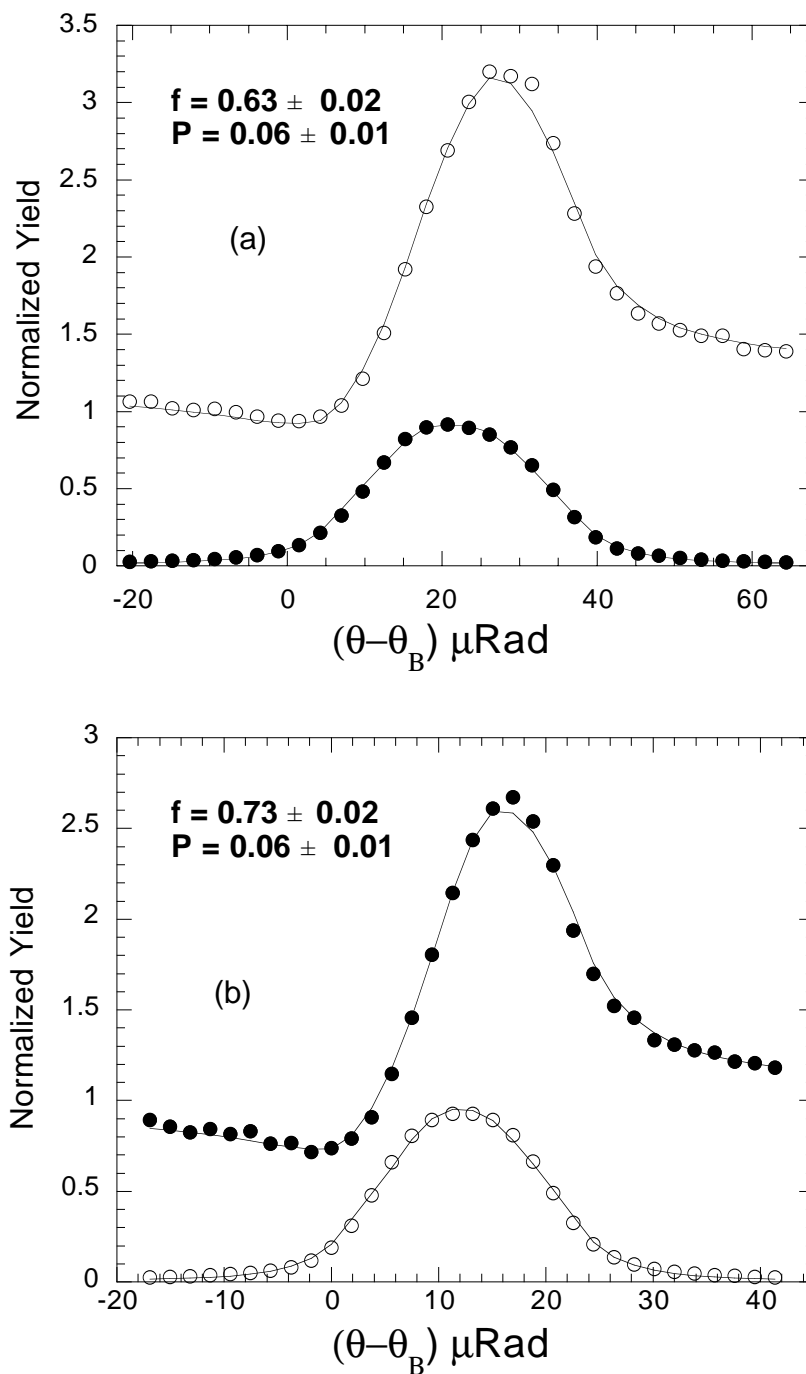 3.5
3
2.5
2
1.5
1
0.5
0
f = 0.63 ± 0.02
P = 0.06 ± 0.01
(a)
Normalized Yield
-20 0 20 40 60
(θ−θ_B) μRad
3
2.5
2
1.5
1
0.5
0
f = 0.73 ± 0.02
P = 0.06 ± 0.01
(b)
Normalized Yield
-20 -10 0 10 20 30 40
(θ−θ_B) μRad